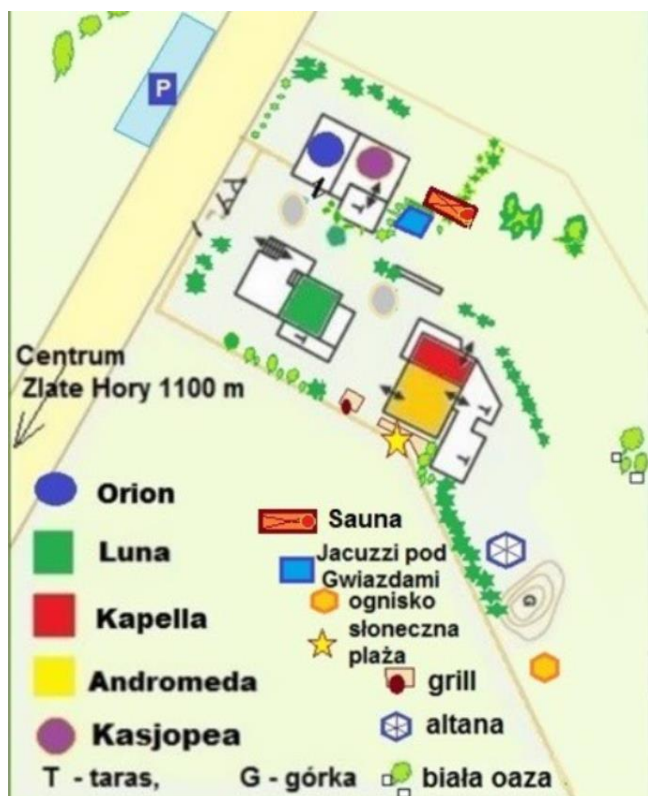 P
T
T
T
T
G
Centrum
Zlate Hory 1100 m
Orion
Luna
Kapella
Andromeda
Kasjopea
T - taras, G - górka
Sauna
Jacuzzi pod
Gwiazdami
ognisko
słoneczna
plaża
grill
altana
biała oaza